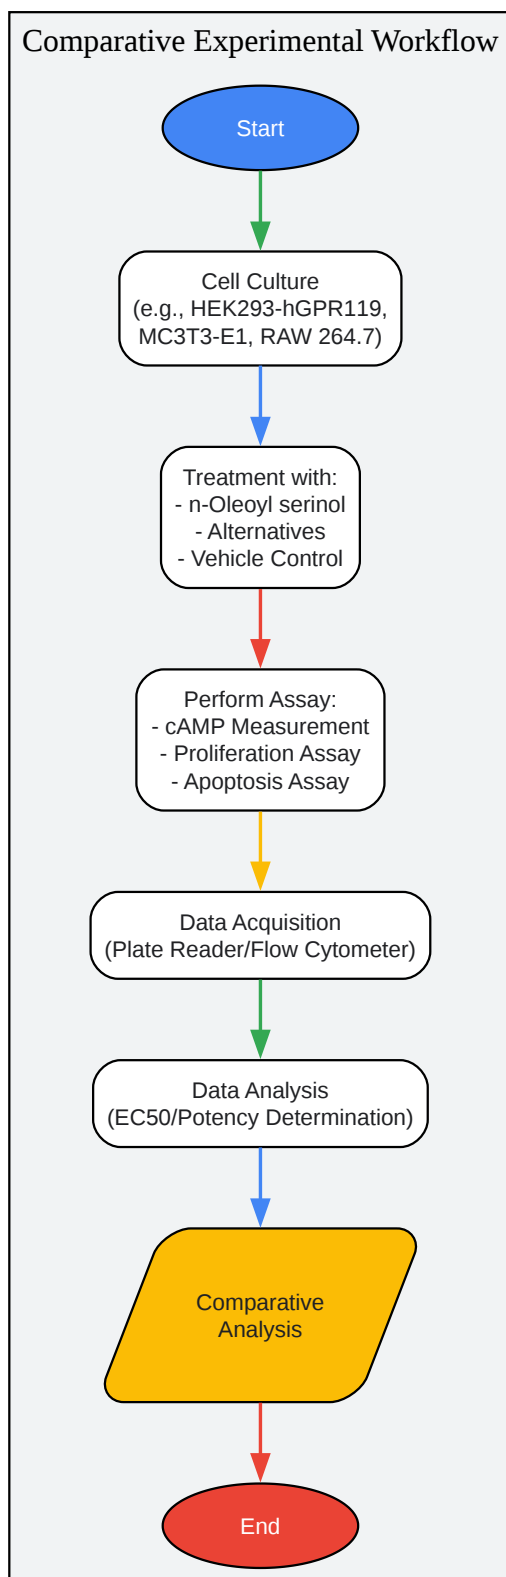 Comparative Experimental Workflow
Start
Cell Culture
(e.g., HEK293-hGPR119,
MC3T3-E1, RAW 264.7)
Treatment with:
- n-Oleoyl serinol
- Alternatives
- Vehicle Control
Perform Assay:
- cAMP Measurement
- Proliferation Assay
- Apoptosis Assay
Data Acquisition
(Plate Reader/Flow Cytometer)
Data Analysis
(EC50/Potency Determination)
Comparative
Analysis
End